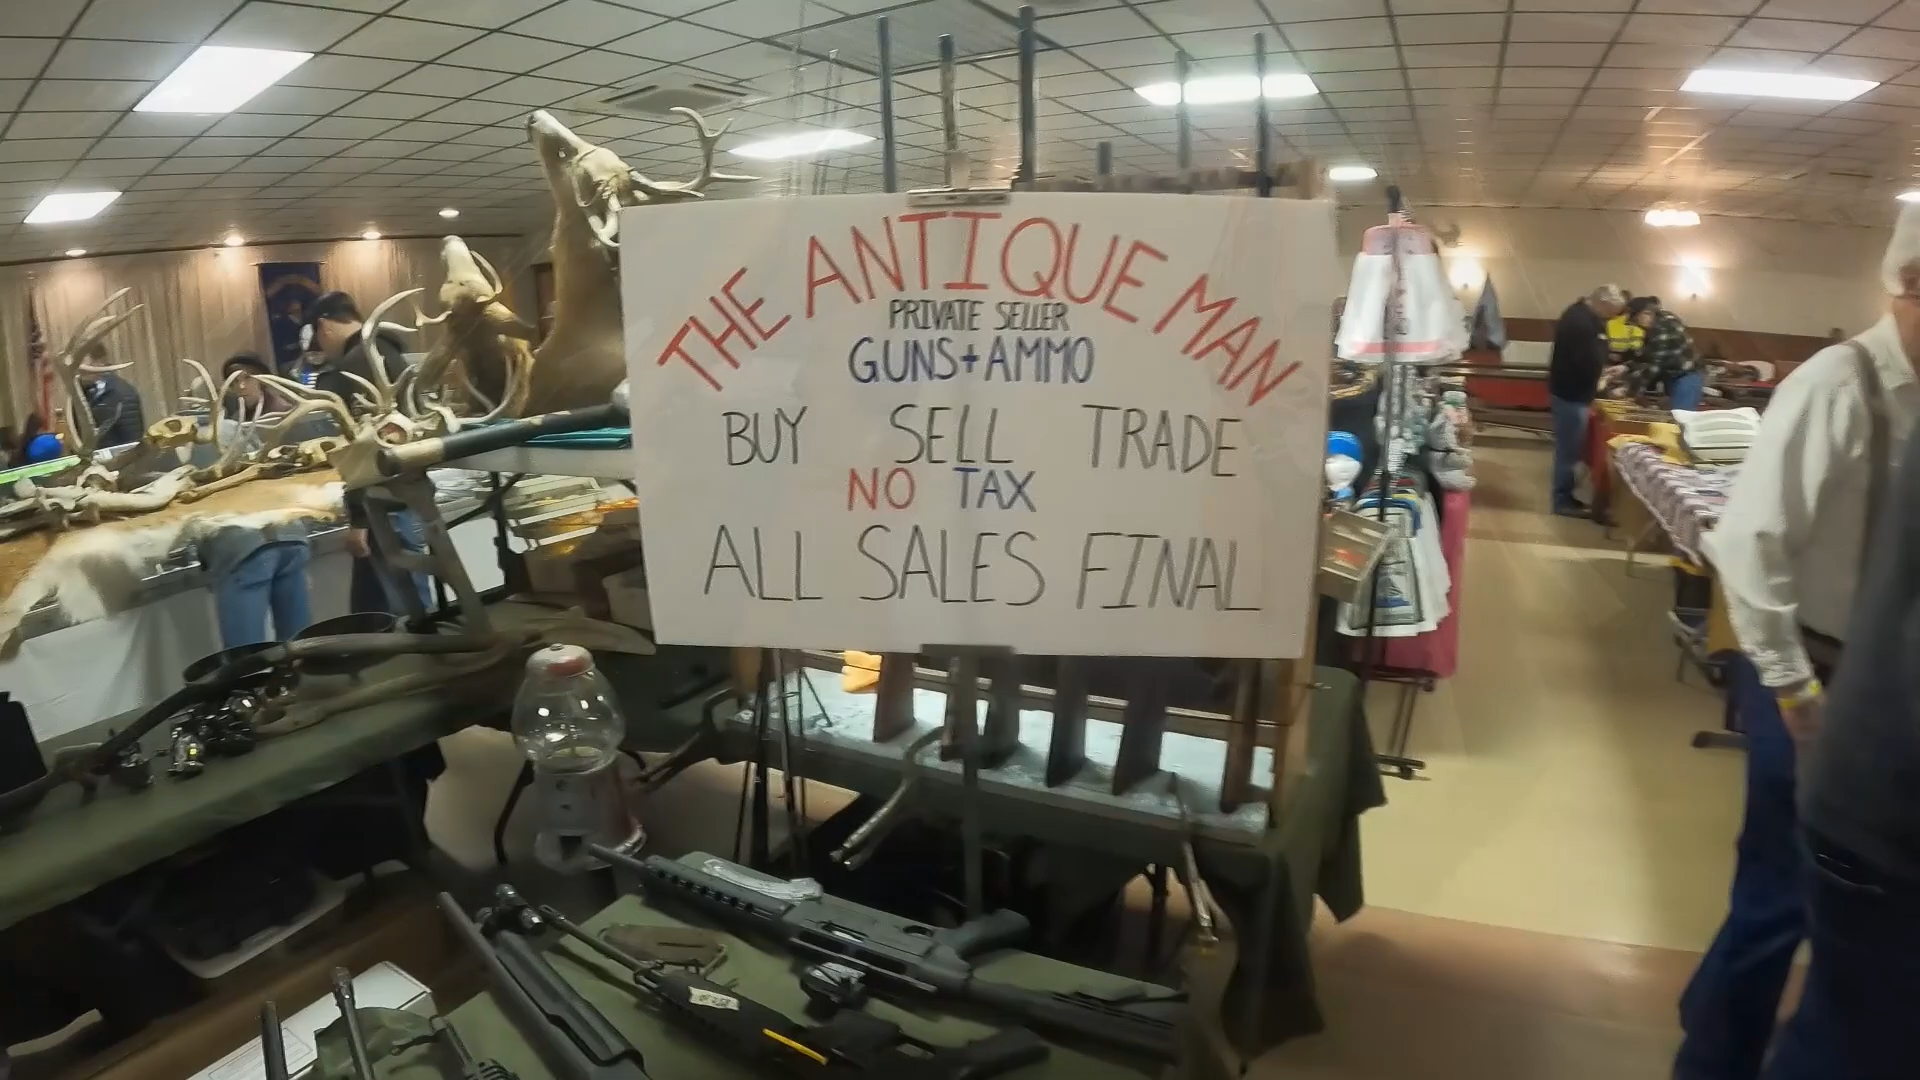 THE ANTIQUE MAN
PRIVATE SELLER
GUNS+AMMO
BUY SELL TRADE
NO TAX
ALL SALES FINAL